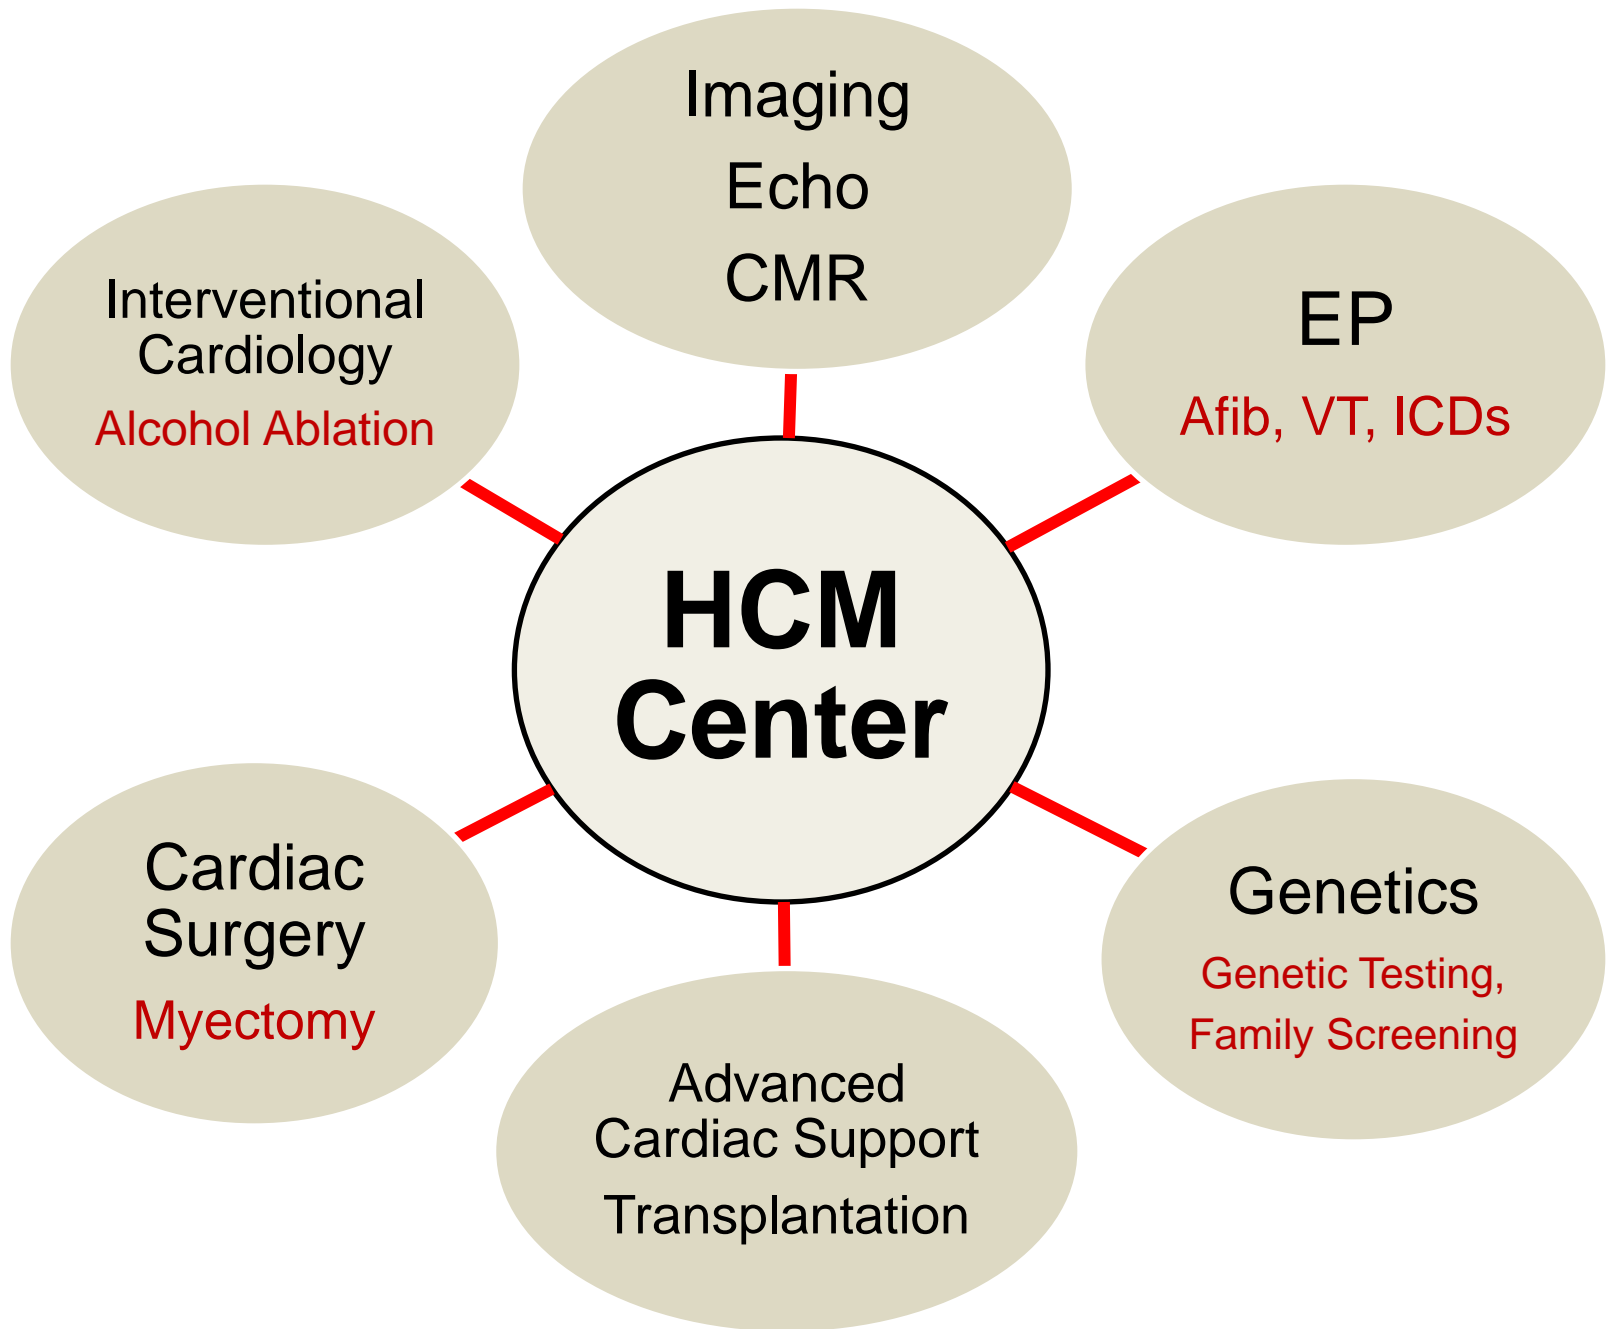 Imaging
Echo
CMR
Interventional
Cardiology
Alcohol Ablation
EP
Afib, VT, ICDs
HCM
Center
Cardiac
Surgery
Myectomy
Genetics
Genetic Testing,
Family Screening
Advanced
Cardiac Support
Transplantation